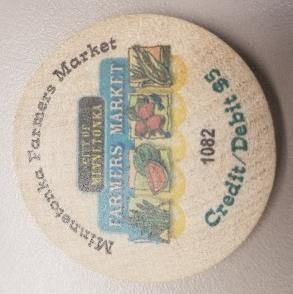 Minnetonka Farmers Market
CITY OF
MINNETONKA
FARMERS MARKET
1082
Credit/Debit $5